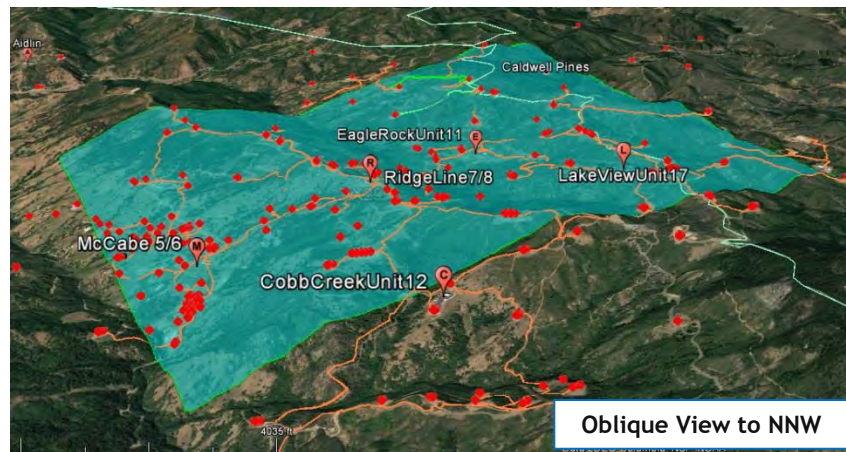 Aidlin
Caldwell Pines
EagleRockUnit11
E
L
R
RidgeLine7/8
LakeViewUnit17
McCabe 5/6
M
CobbCreekUnit12
C
4035 ft
Oblique View to NNW